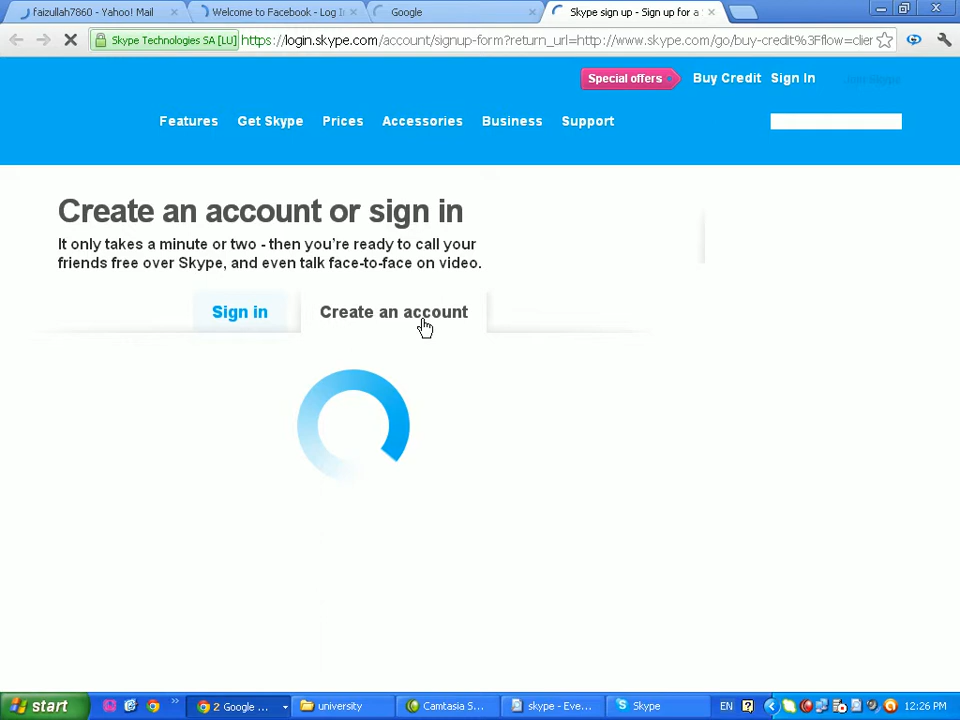 faizullah7860 - Yahoo! Mail
Welcome to Facebook - Log I
Google
Skype sign up - Sign up for a
Skype Technologies SA [LU]
https://login.skype.com/account/signup-form?return_url=http://www.skype.com/go/buy-credit%3Fflow=clier
Special offers
Buy Credit
Sign In
Join Skype
Features
Get Skype
Prices
Accessories
Business
Support
Create an account or sign in
It only takes a minute or two - then you're ready to call your
friends free over Skype, and even talk face-to-face on video.
Sign in
Create an account
start
2 Google ...
university
Camtasia S...
skype - Eve...
Skype
EN
12:26 PM